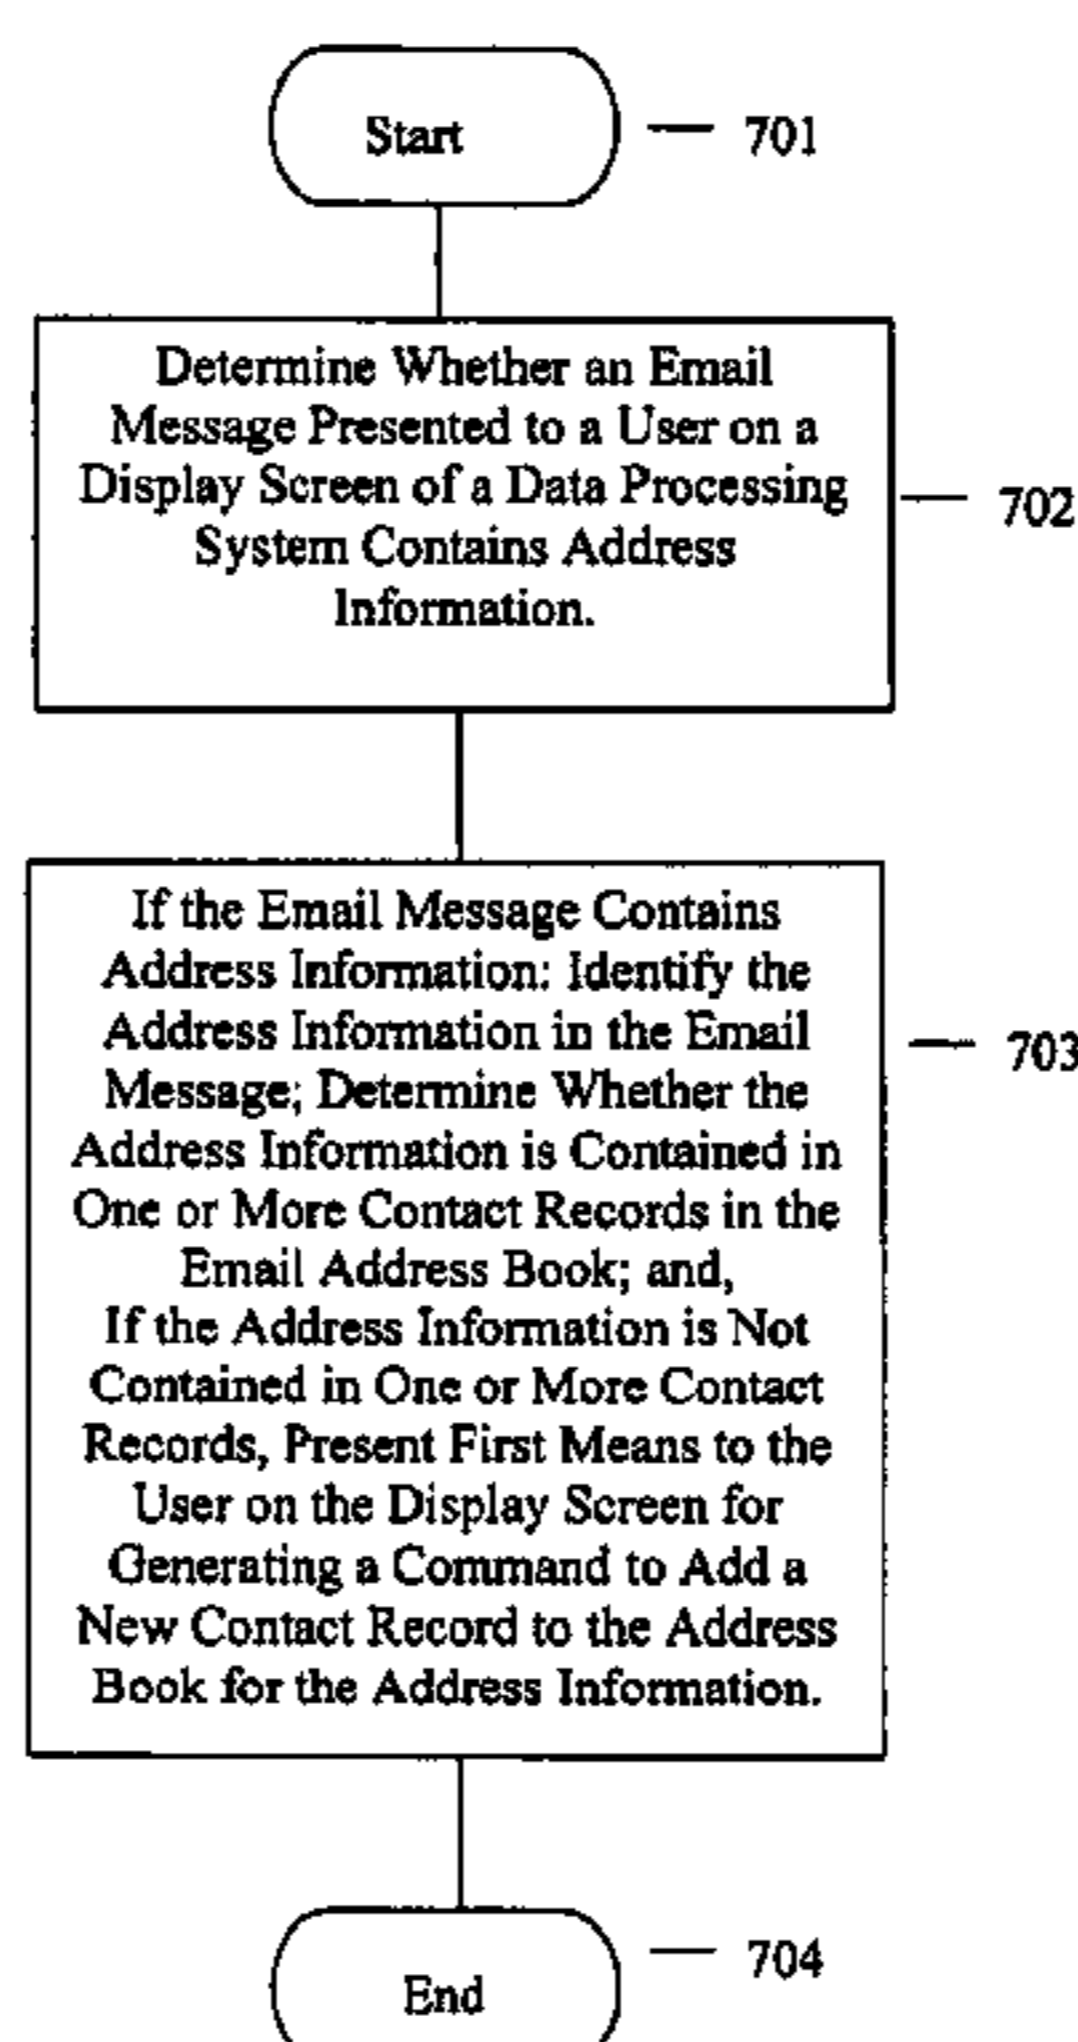 Start
701
Determine Whether an Email
Message Presented to a User on a
Display Screen of a Data Processing
System Contains Address
Information.
702
If the Email Message Contains
Address Information: Identify the
Address Information in the Email
Message; Determine Whether the
Address Information is Contained in
One or More Contact Records in the
Email Address Book; and,
If the Address Information is Not
Contained in One or More Contact
Records, Present First Means to the
User on the Display Screen for
Generating a Command to Add a
New Contact Record to the Address
Book for the Address Information.
703
End
704